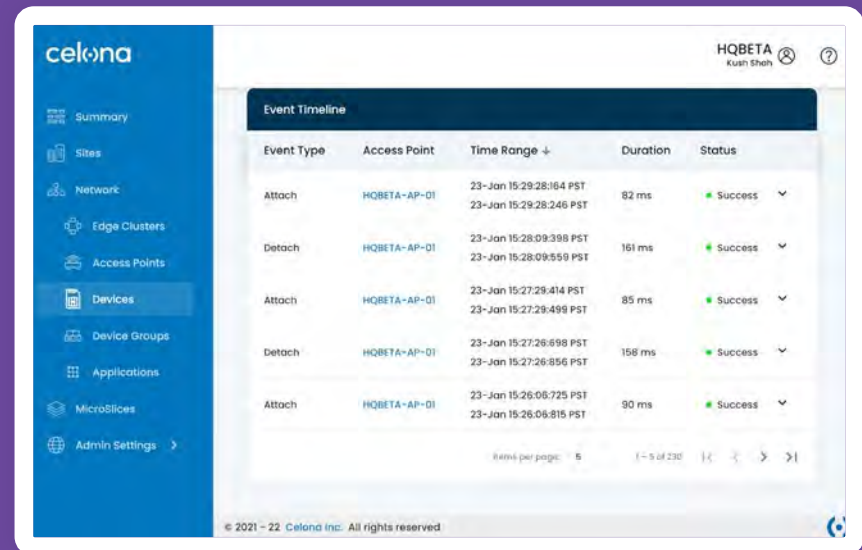 celona
HQBETA
Kush Shah
Summary
Sites
Network
Edge Clusters
Access Points
Devices
Device Groups
Applications
MicroSlices
Admin Settings
Event Timeline
Event Type Access Point Time Range Duration Status
Attach HQBETA-AP-01 23-Jan 15:29:28:164 PST 82 ms Success
23-Jan 15:29:28:246 PST
Detach HQBETA-AP-01 23-Jan 15:28:09:398 PST 161 ms Success
23-Jan 15:28:09:559 PST
Attach HQBETA-AP-01 23-Jan 15:27:29:414 PST 85 ms Success
23-Jan 15:27:29:499 PST
Detach HQBETA-AP-01 23-Jan 15:27:26:698 PST 158 ms Success
23-Jan 15:27:26:856 PST
Attach HQBETA-AP-01 23-Jan 15:26:06:725 PST 90 ms Success
23-Jan 15:26:06:815 PST
Items per page: 5 1 - 5 of 230
© 2021 - 22 Celona Inc. All rights reserved